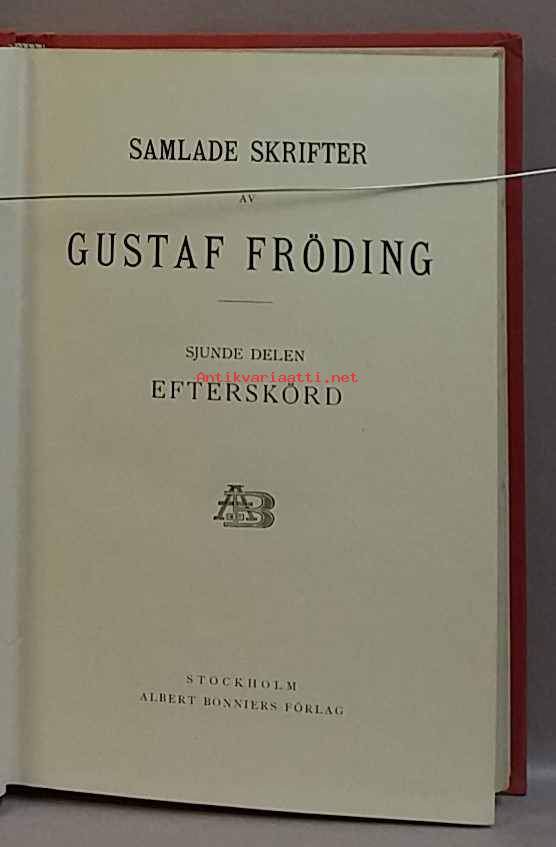 SAMLADE SKRIFTER
AV
GUSTAF FRÖDING
SJUNDE DELEN
Antikvariaatti.net
EFTERSKÖRD
AB
STOCKHOLM
ALBERT BONNIERS FÖRLAG